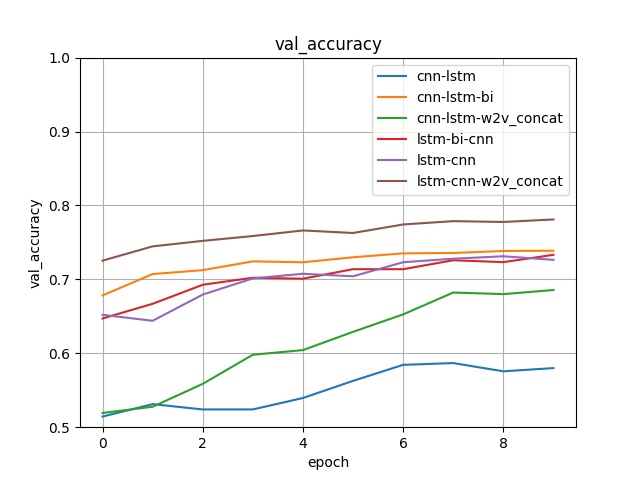 val_accuracy
1.0
0.9
0.8
0.7
0.6
0.5
val_accuracy
cnn-lstm
cnn-lstm-bi
cnn-lstm-w2v_concat
lstm-bi-cnn
lstm-cnn
lstm-cnn-w2v_concat
0 2 4 6 8
epoch